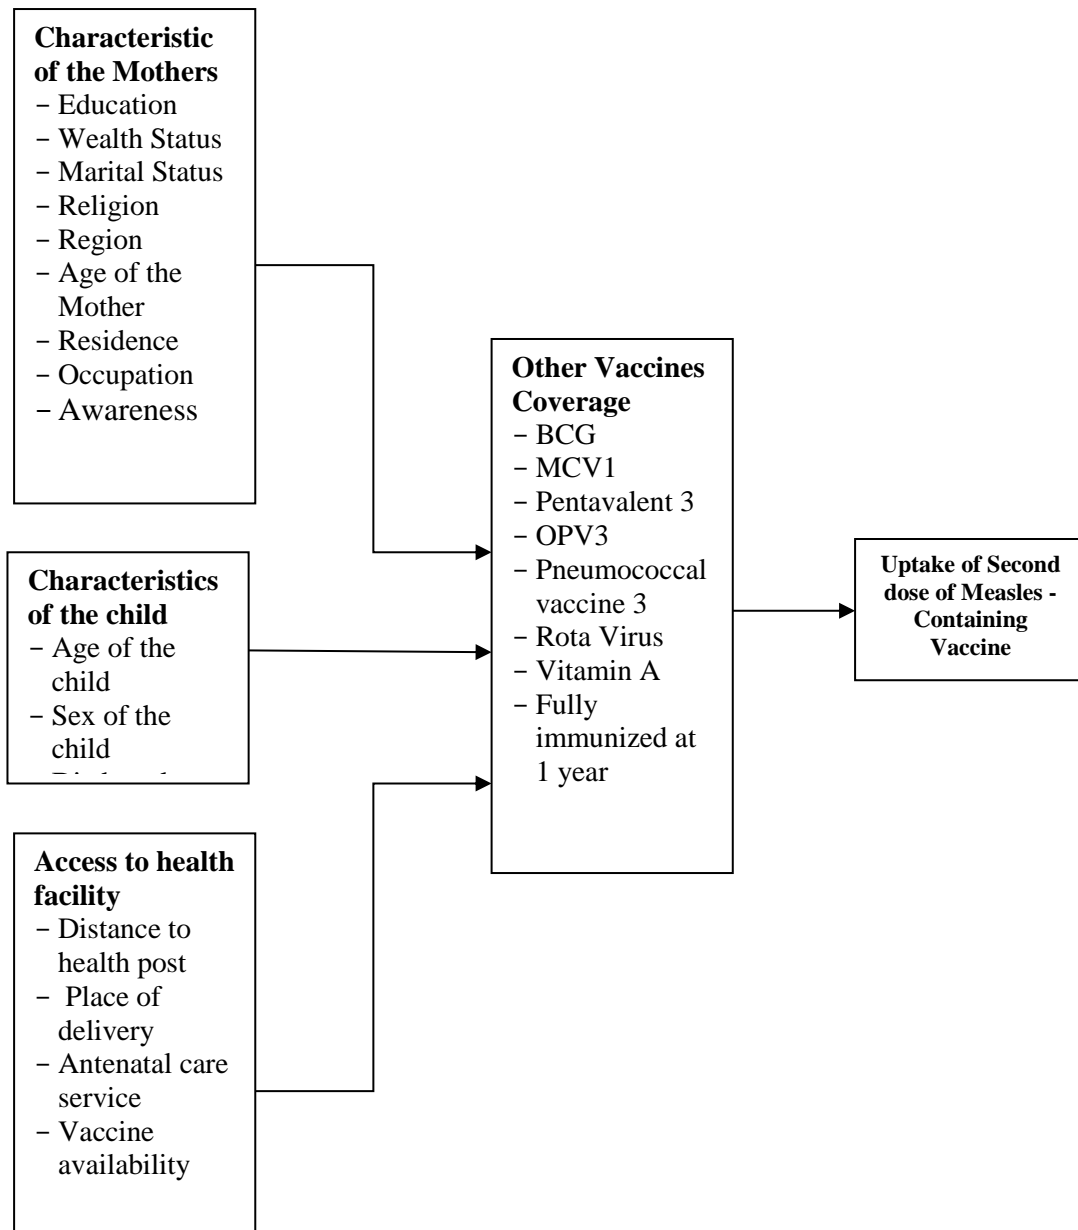 Characteristic
of the Mothers
− Education
− Wealth Status
− Marital Status
− Religion
− Region
− Age of the
Mother
− Residence
− Occupation
− Awareness
Characteristics
of the child
− Age of the
child
− Sex of the
child
Access to health
facility
− Distance to
health post
− Place of
delivery
− Antenatal care
service
− Vaccine
availability
Other Vaccines
Coverage
− BCG
− MCV1
− Pentavalent 3
− OPV3
− Pneumococcal
vaccine 3
− Rota Virus
− Vitamin A
− Fully
immunized at
1 year
Uptake of Second
dose of Measles -
Containing
Vaccine